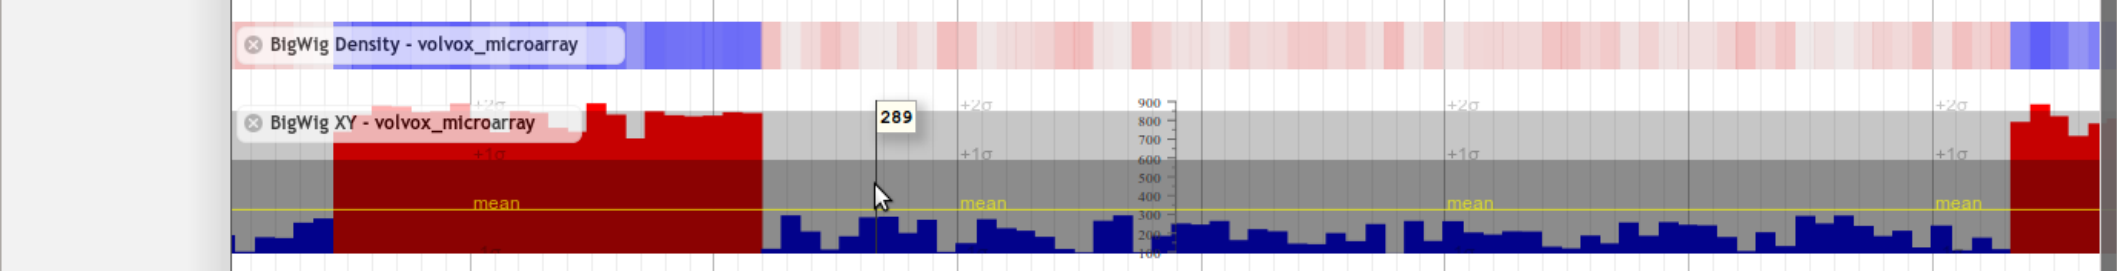 BigWig Density - volvox_microarray
BigWig XY - volvox_microarray
+2σ
+2σ
+2σ
+2σ
289
900
800
700
600
500
400
300
200
100
+1σ
+1σ
+1σ
+1σ
mean
mean
mean
mean